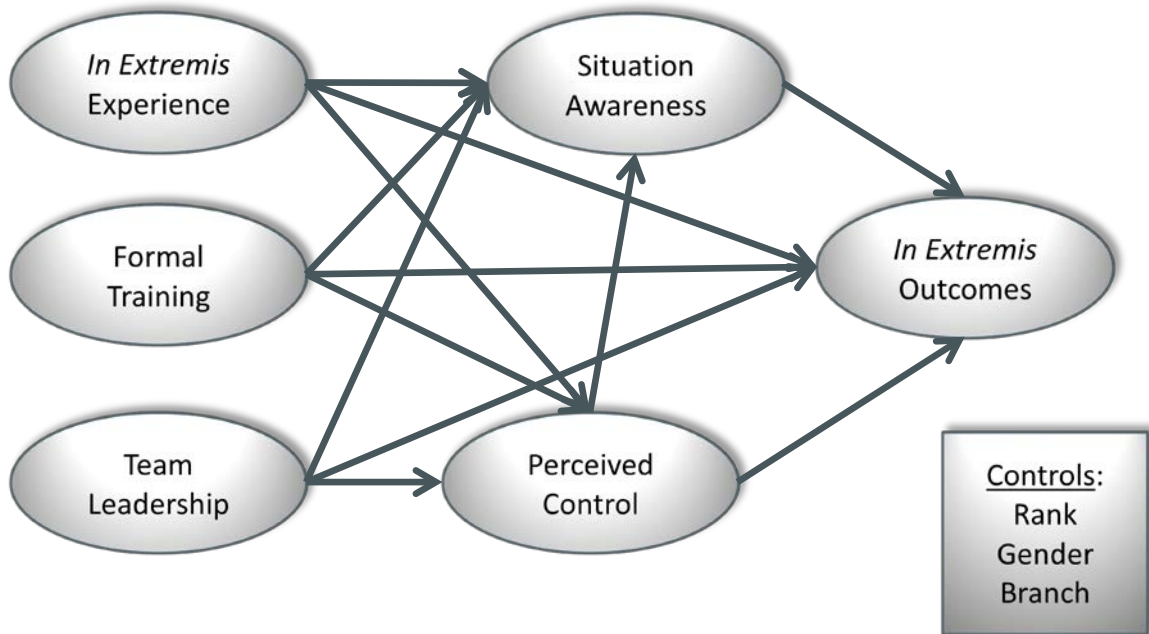 In Extremis
Experience
Situation
Awareness
Formal
Training
In Extremis
Outcomes
Team
Leadership
Perceived
Control
Controls:
Rank
Gender
Branch